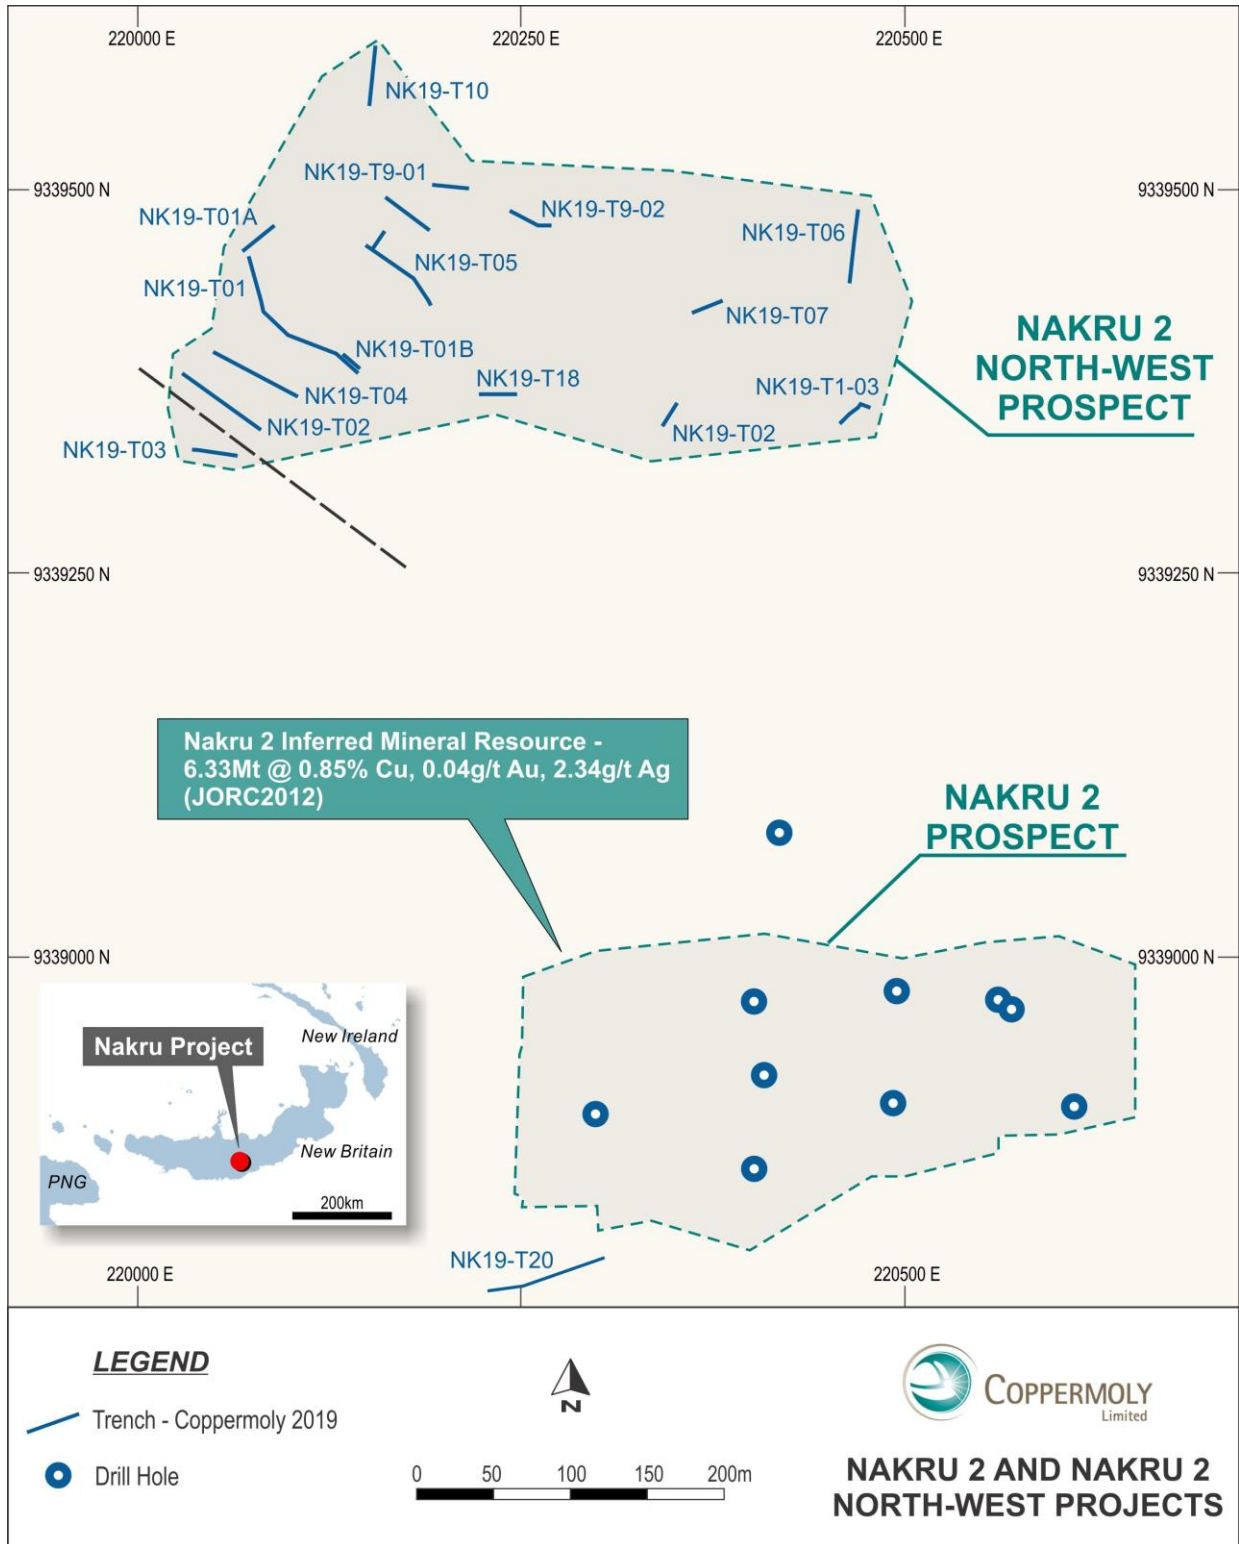 220000 E
220250 E
220500 E
NK19-T10
NK19-T9-01
9339500 N
9339500 N
NK19-T01A
NK19-T9-02
NK19-T06
NK19-T05
NK19-T01
NK19-T07
NAKRU 2
NORTH-WEST
PROSPECT
NK19-T01B
NK19-T18
NK19-T1-03
NK19-T04
NK19-T02
NK19-T02
NK19-T03
9339250 N
9339250 N
Nakru 2 Inferred Mineral Resource -
6.33Mt @ 0.85% Cu, 0.04g/t Au, 2.34g/t Ag
(JORC2012)
NAKRU 2
PROSPECT
9339000 N
9339000 N
New Ireland
Nakru Project
New Britain
PNG
200km
NK19-T20
220000 E
220500 E
LEGEND
Trench - Coppermoly 2019
Drill Hole
N
0 50 100 150 200m
COPPERMOLY
Limited
NAKRU 2 AND NAKRU 2
NORTH-WEST PROJECTS